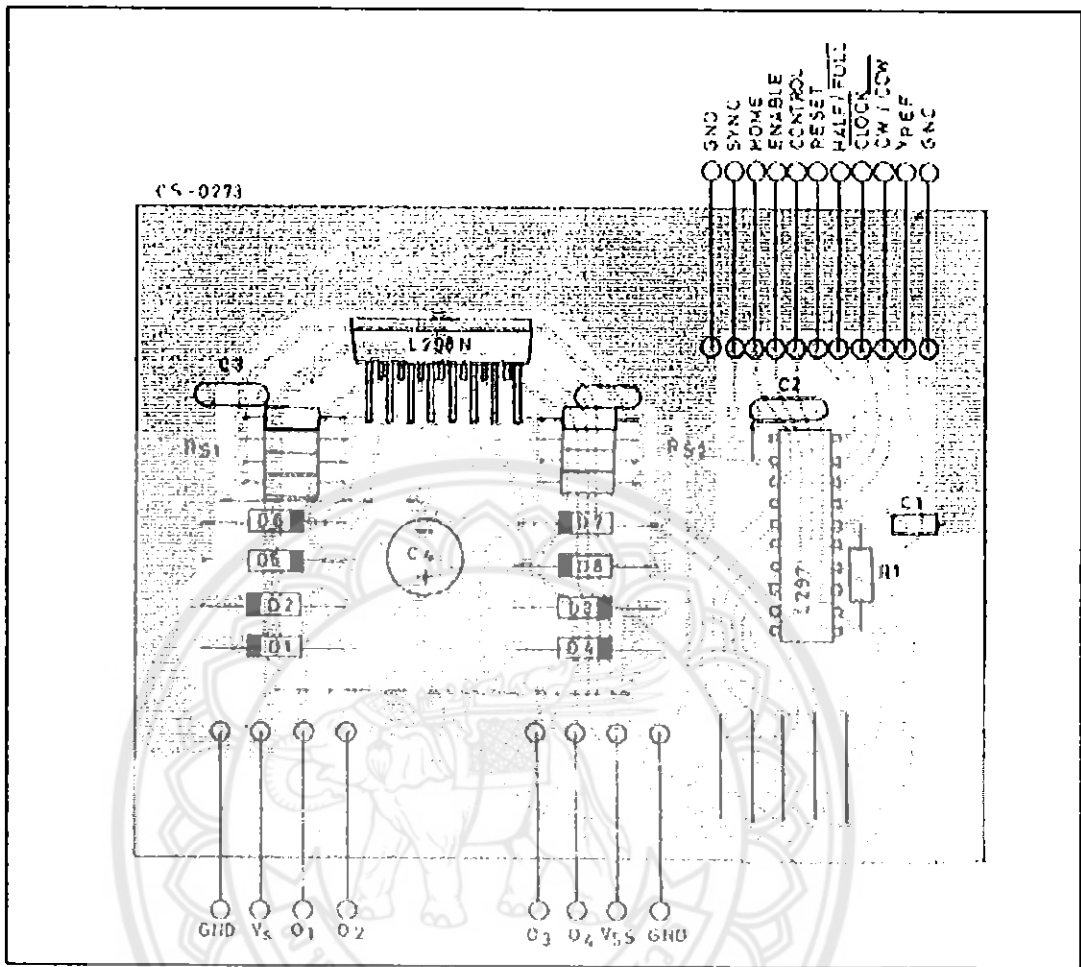 GND
SYNC
HOME
ENABLE
CONTROL
RESET
HALF / FULL
CLOCK
CW / CCW
VREF
GND
CS-0273
L298N
C3
C2
RS1
RS2
C1
D6
D7
C4
D5
D8
L297
R1
D2
D3
D1
D4
GND VS O1 O2
O3 O4 VSS GND